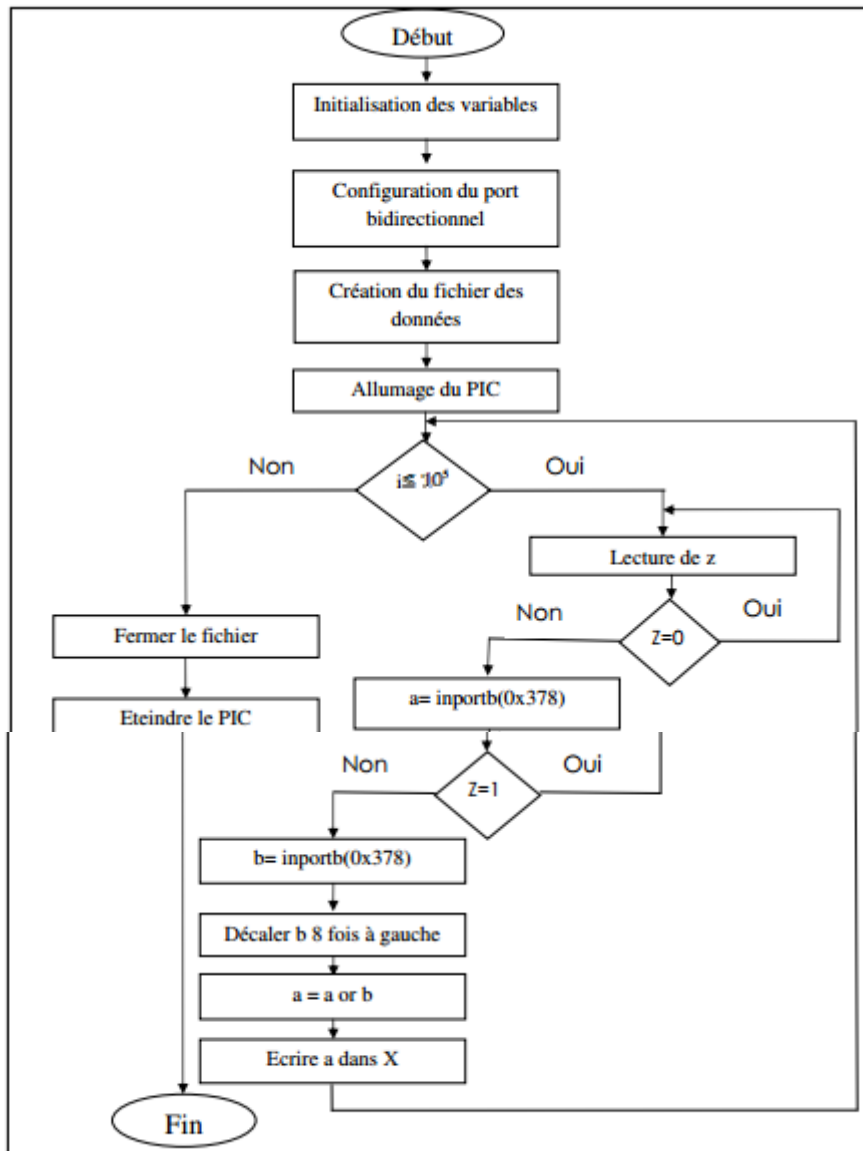 Début
Initialisation des variables
Configuration du port
bidirectionnel
Création du fichier des
données
Allumage du PIC
Non
Oui
i≤ 10⁵
Lecture de z
Non
Oui
Z=0
Fermer le fichier
a= inportb(0x378)
Eteindre le PIC
Non
Oui
Z=1
b= inportb(0x378)
Décaler b 8 fois à gauche
a = a or b
Ecrire a dans X
Fin